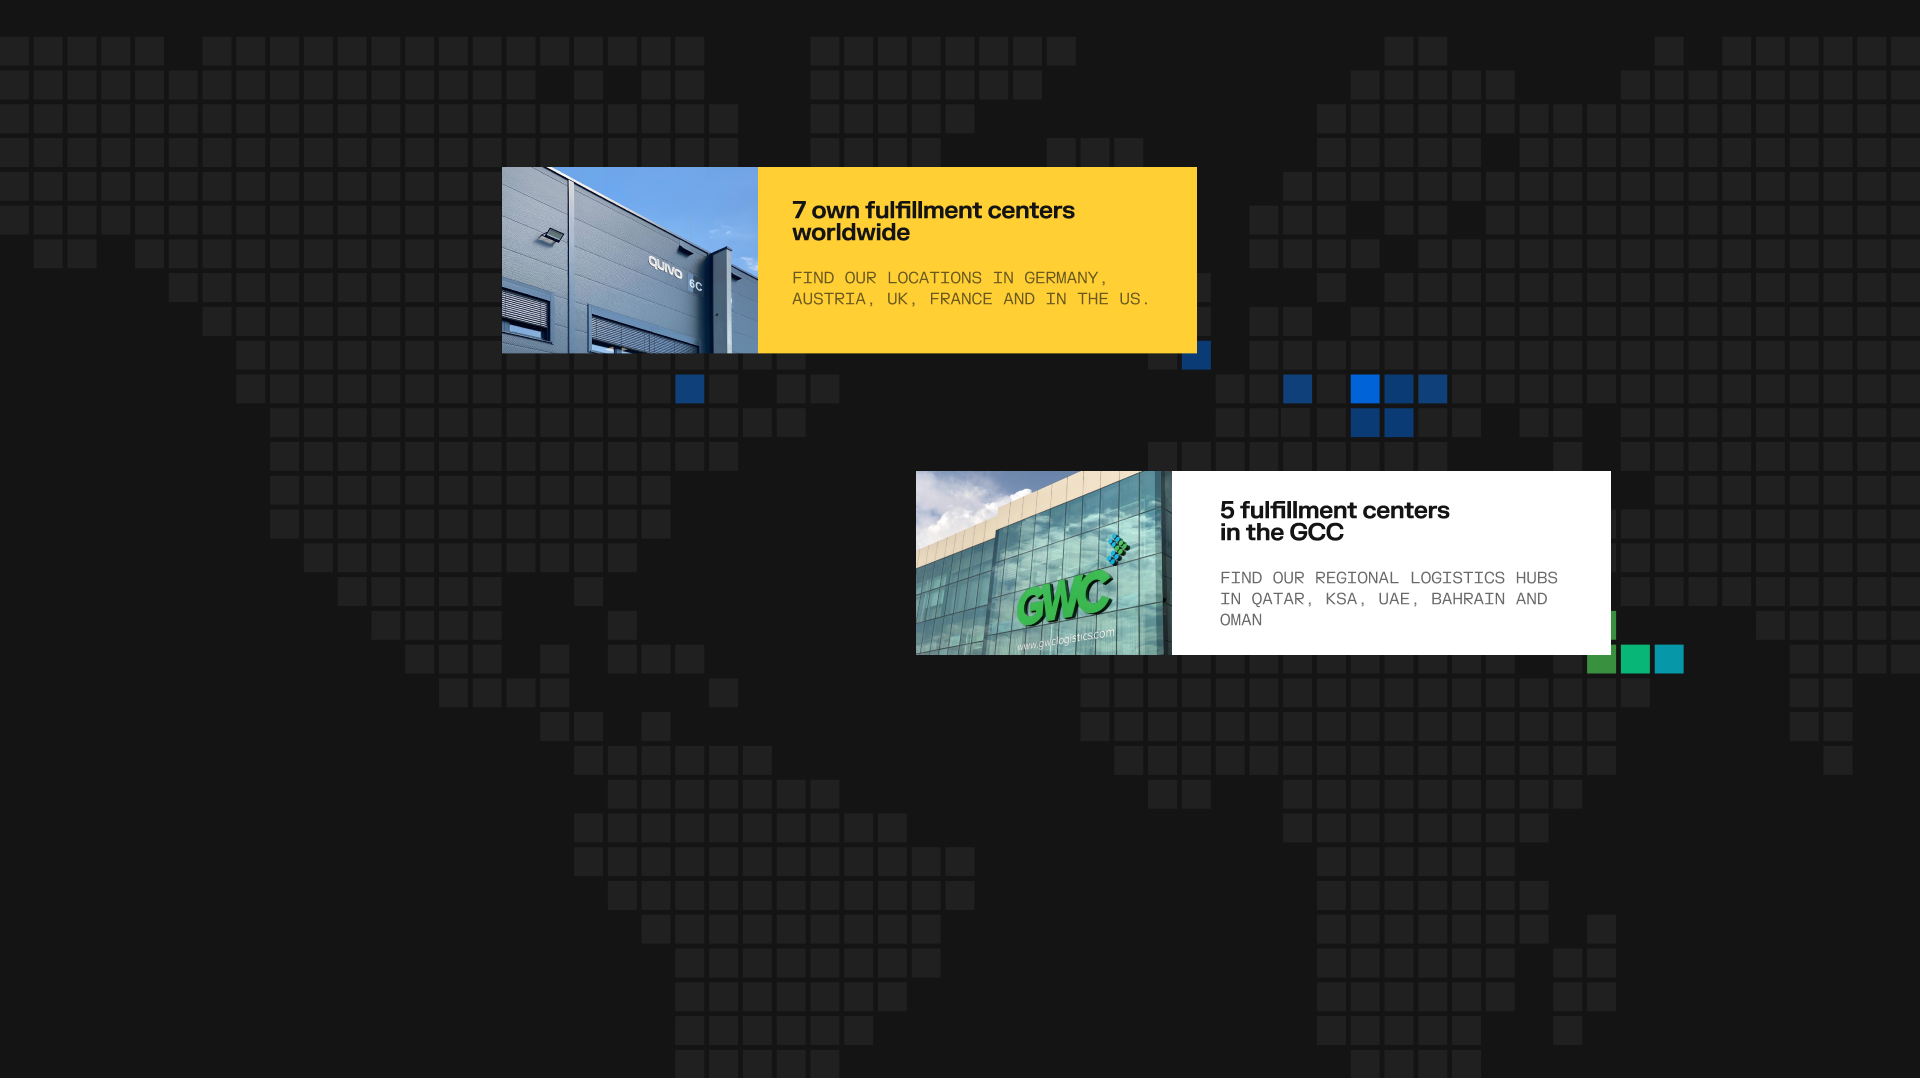 7 own fulfillment centers
worldwide
FIND OUR LOCATIONS IN GERMANY,
AUSTRIA, UK, FRANCE AND IN THE US.
quivo
6C
5 fulfillment centers
in the GCC
FIND OUR REGIONAL LOGISTICS HUBS
IN QATAR, KSA, UAE, BAHRAIN AND
OMAN
GWC
www.gwclogistics.com